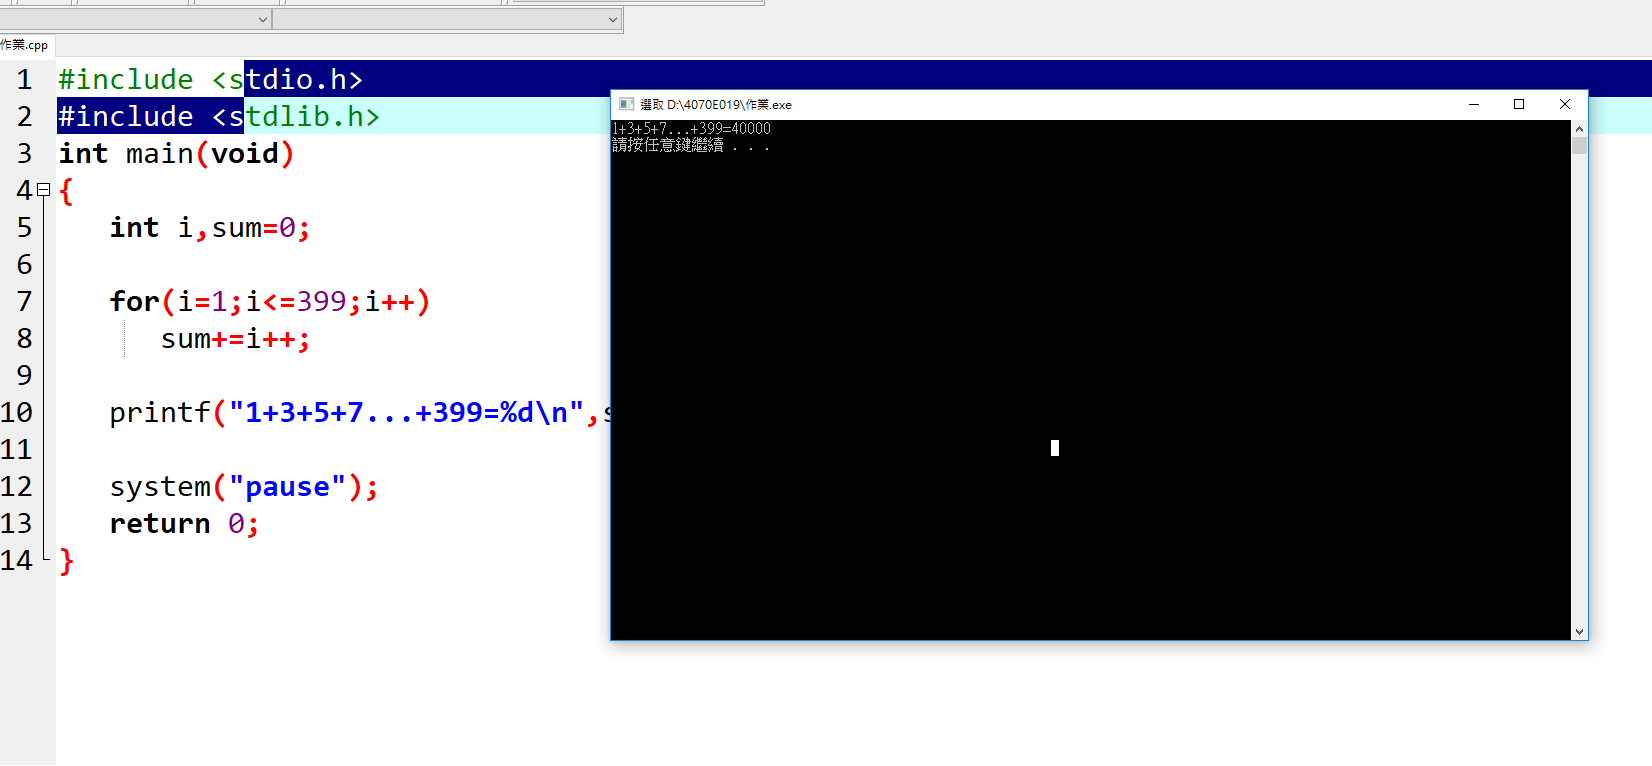 作業.cpp
1 #include <stdio.h>
2 #include <stdlib.h>
3 int main(void)
4 {
5 int i,sum=0;
6
7 for(i=1;i<=399;i++)
8 sum+=i++;
9
10 printf("1+3+5+7...+399=%d\n",s
11
12 system("pause");
13 return 0;
14 }
選取 D:\4070E019\作業.exe
1+3+5+7...+399=40000
請按任意鍵繼續 . . .